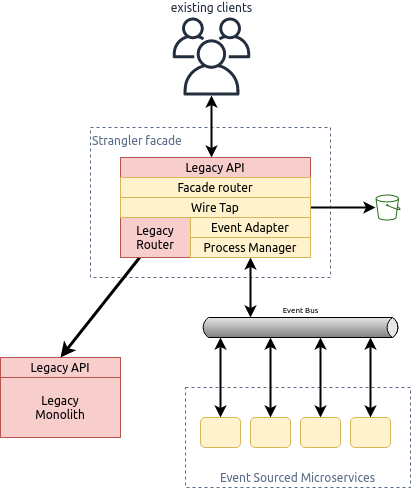 existing clients
Strangler facade
Legacy API
Facade router
Wire Tap
Legacy
Router
Event Adapter
Process Manager
Event Bus
Legacy API
Legacy
Monolith
Event Sourced Microservices